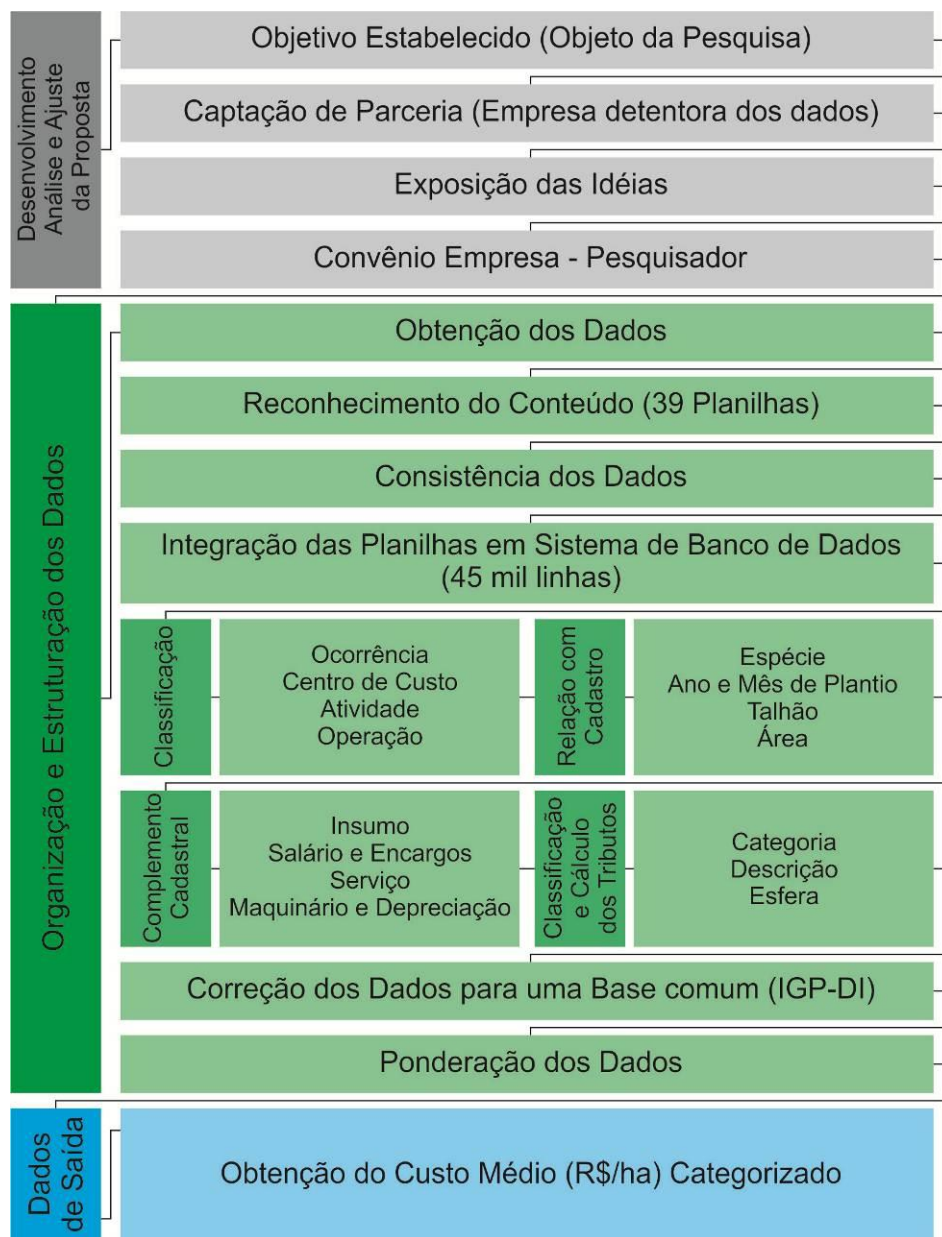 Desenvolvimento
Análise e Ajuste
da Proposta
Objetivo Estabelecido (Objeto da Pesquisa)
Captação de Parceria (Empresa detentora dos dados)
Exposição das Idéias
Convênio Empresa - Pesquisador
Organização e Estruturação dos Dados
Obtenção dos Dados
Reconhecimento do Conteúdo (39 Planilhas)
Consistência dos Dados
Integração das Planilhas em Sistema de Banco de Dados
(45 mil linhas)
Classificação
Ocorrência
Centro de Custo
Atividade
Operação
Relação com
Cadastro
Espécie
Ano e Mês de Plantio
Talhão
Área
Complemento
Cadastral
Insumo
Salário e Encargos
Serviço
Maquinário e Depreciação
Classificação
e Cálculo
dos Tributos
Categoria
Descrição
Esfera
Correção dos Dados para uma Base comum (IGP-DI)
Ponderação dos Dados
Dados
de Saída
Obtenção do Custo Médio (R$/ha) Categorizado